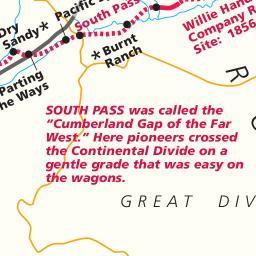 Pacific
South Pass
Dry
Sandy
Burnt
Ranch
Willie Hand
Company R
Site: 1856
Parting
he Ways
R
SOUTH PASS was called the
“Cumberland Gap of the Far
West.” Here pioneers crossed
the Continental Divide on a
gentle grade that was easy on
the wagons.
GREAT DIV